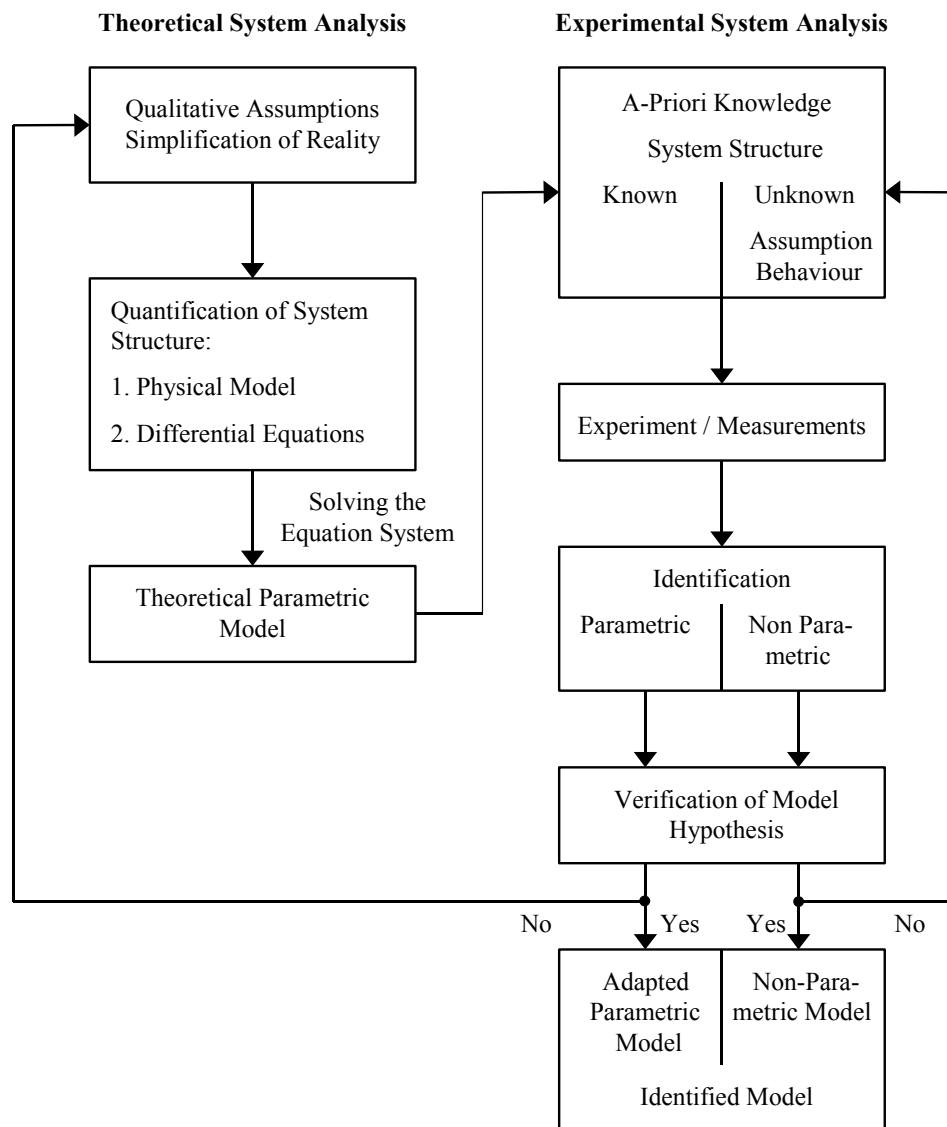 Theoretical System Analysis
Qualitative Assumptions
Simplification of Reality
Quantification of System
Structure:
1. Physical Model
2. Differential Equations
Solving the
Equation System
Theoretical Parametric
Model
Experimental System Analysis
A-Priori Knowledge
System Structure
Known
Unknown
Assumption
Behaviour
Experiment / Measurements
Identification
Parametric
Non Para-
metric
Verification of Model
Hypothesis
No
Yes
Yes
No
Adapted
Parametric
Model
Non-Para-
metric Model
Identified Model